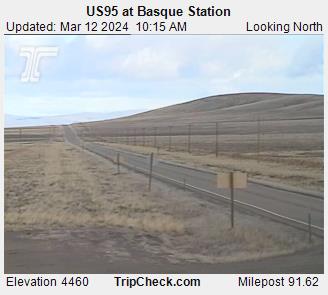 US95 at Basque Station
Updated: Mar 12 2024 10:15 AM Looking North
Elevation 4460 TripCheck.com Milepost 91.62